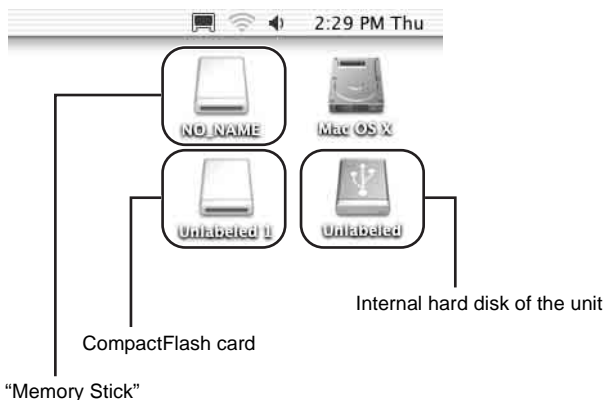 2:29 PM Thu
NO_NAME
Mac OS X
Unlabeled 1
Unlabeled
Internal hard disk of the unit
CompactFlash card
“Memory Stick”